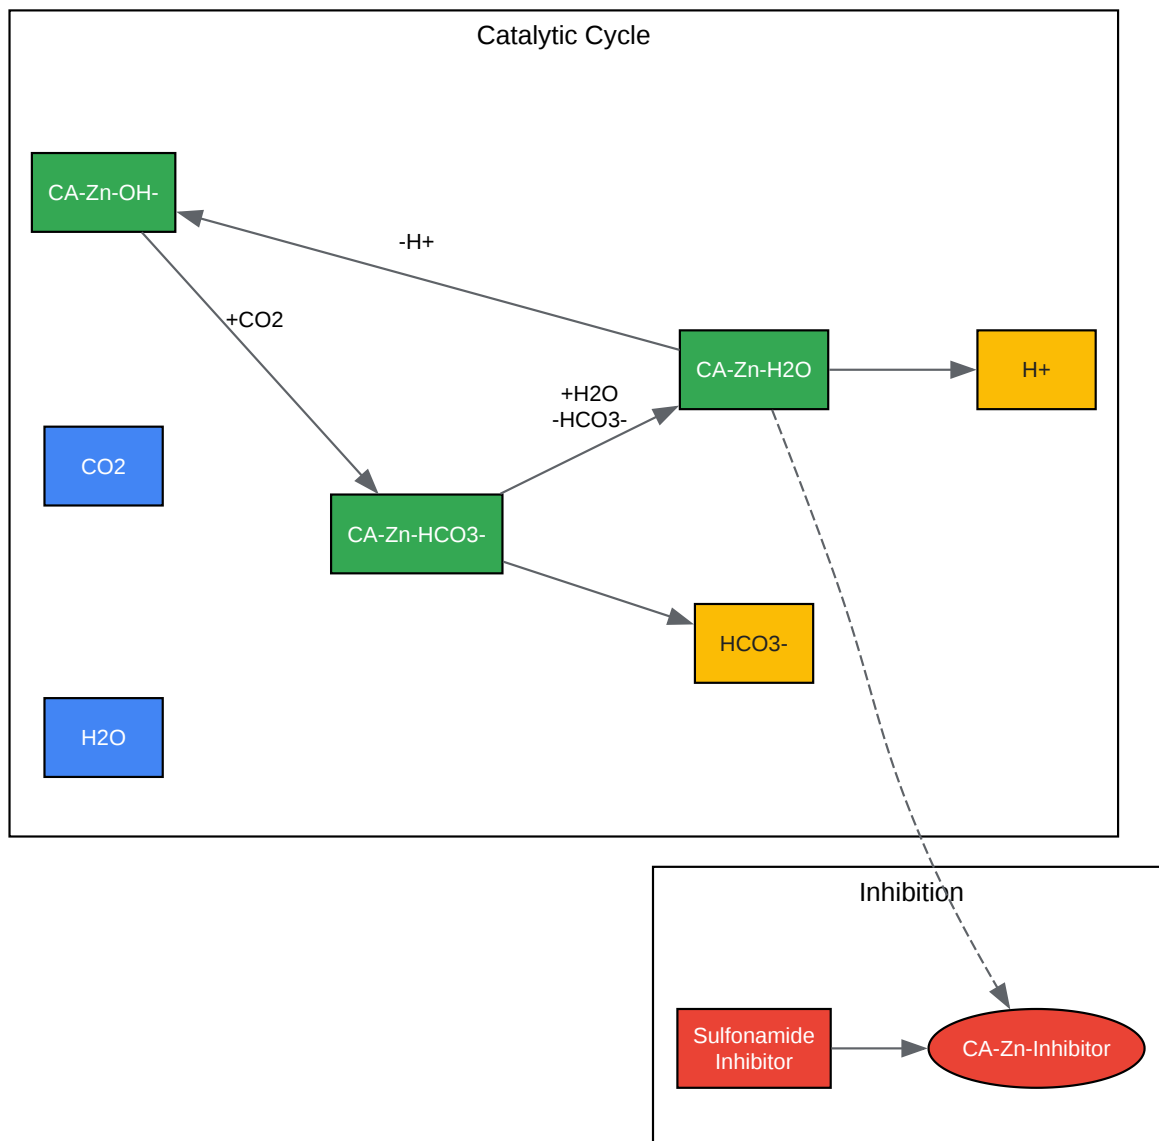 Catalytic Cycle
CA-Zn-OH-
-H+
+CO2
CA-Zn-H2O
H+
+H2O
-HCO3-
CO2
CA-Zn-HCO3-
HCO3-
H2O
Inhibition
Sulfonamide
Inhibitor
CA-Zn-Inhibitor